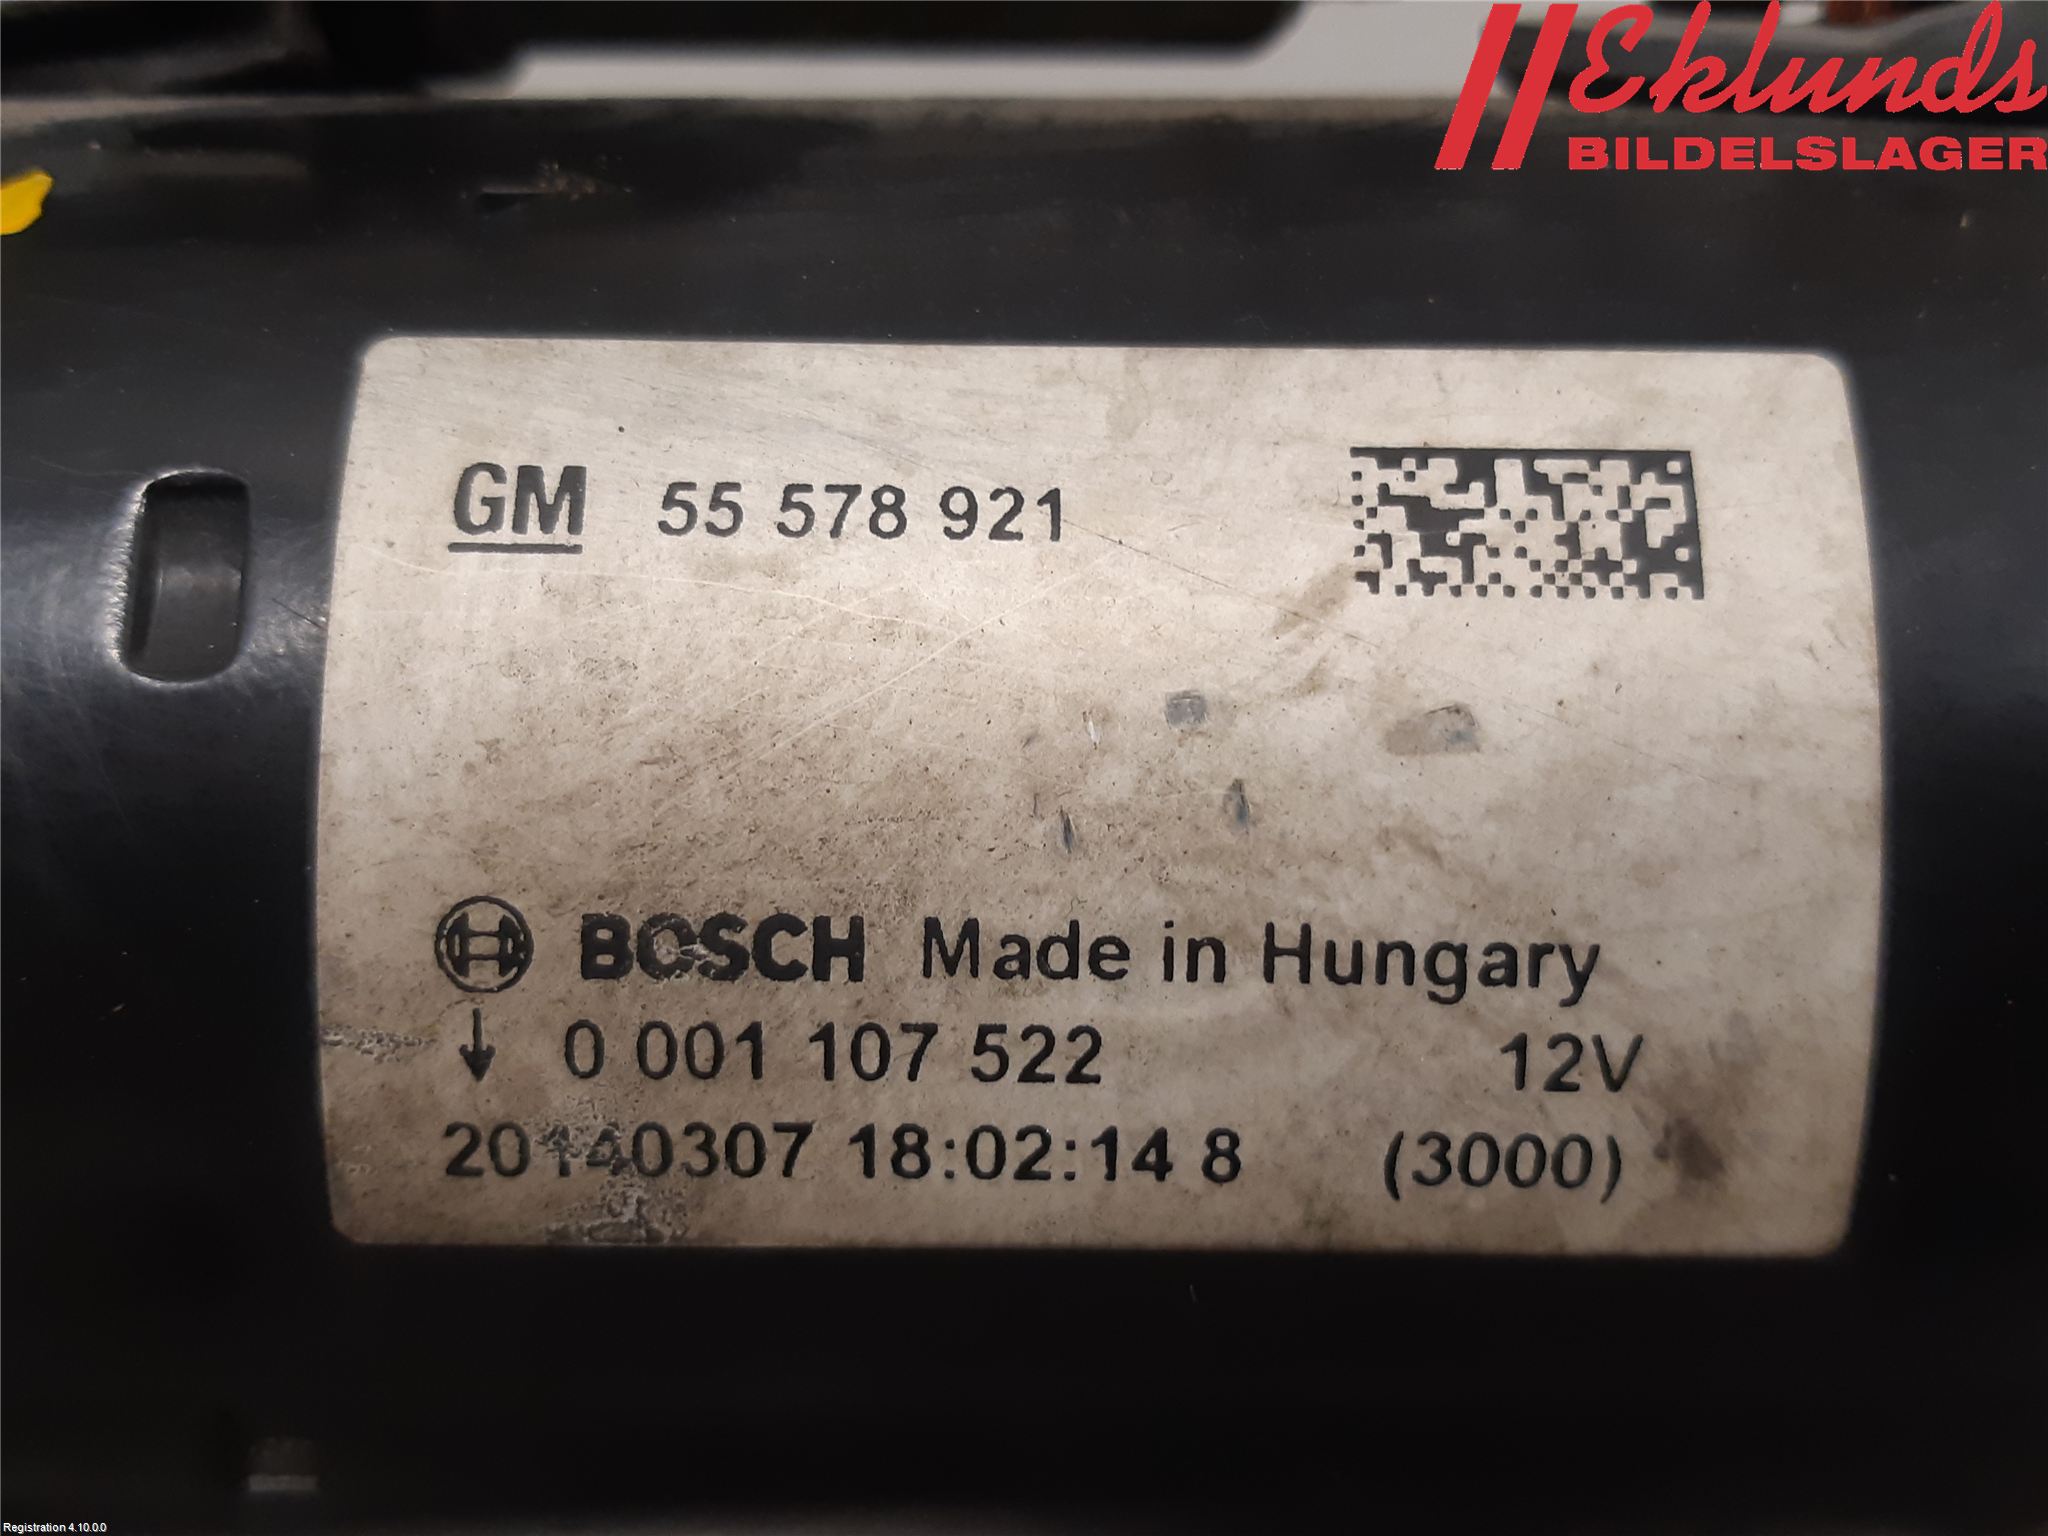 Eklunds
BILDELSLAGER
GM 55 578 921
BOSCH Made in Hungary
↓ 0 001 107 522 12V
20140307 18:02:14 8 (3000)
Registration 4.10.0.0